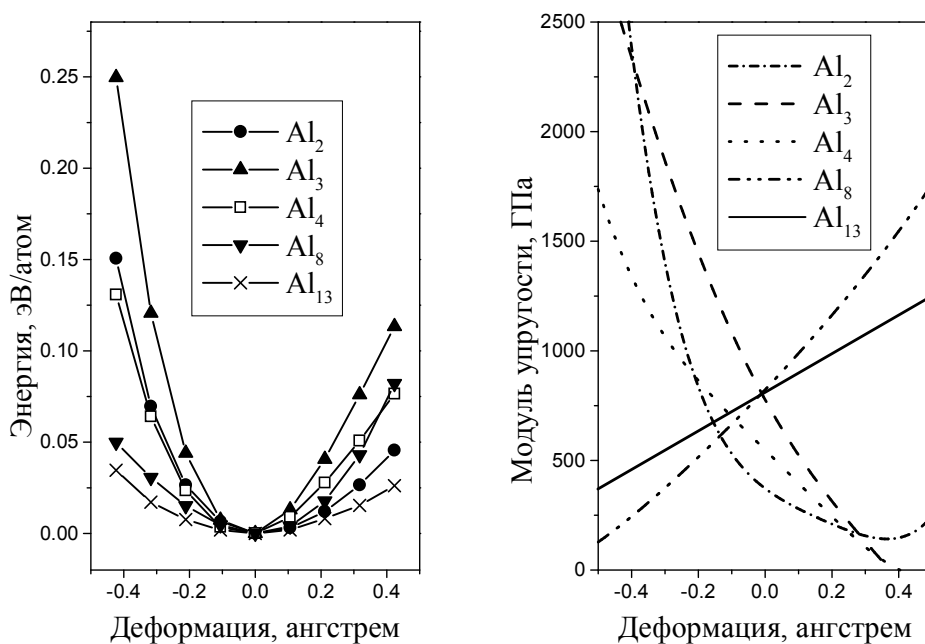 Энергия, эВ/атом
0.25
0.20
0.15
0.10
0.05
0.00
Al₂
Al₃
Al₄
Al₈
Al₁₃
-0.4 -0.2 0.0 0.2 0.4
Деформация, ангстрем
Модуль упругости, ГПа
2500
2000
1500
1000
500
0
Al₂
Al₃
Al₄
Al₈
Al₁₃
-0.4 -0.2 0.0 0.2 0.4
Деформация, ангстрем